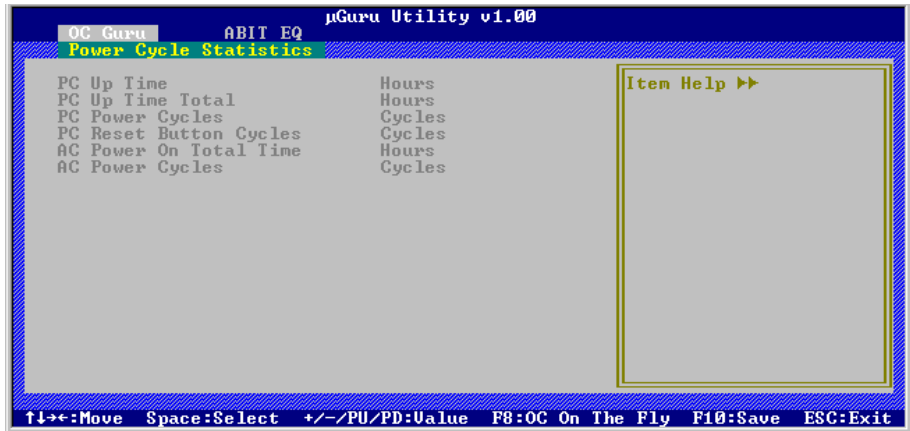 µGuru Utility v1.00
OC Guru ABIT EQ
Power Cycle Statistics
PC Up Time Hours
PC Up Time Total Hours
PC Power Cycles Cycles
PC Reset Button Cycles Cycles
AC Power On Total Time Hours
AC Power Cycles Cycles
Item Help ►►
↑↓→←:Move Space:Select +/-/PU/PD:Value F8:OC On The Fly F10:Save ESC:Exit